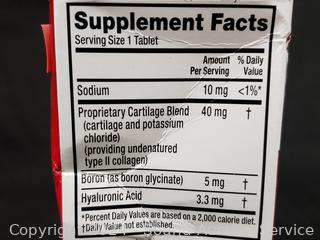 Supplement Facts
Serving Size 1 Tablet
Amount Per Serving % Daily Value
Sodium 10 mg <1%*
Proprietary Cartilage Blend 40 mg †
(cartilage and potassium
chloride)
(providing undenatured
type II collagen)
Boron (as boron glycinate) 5 mg †
Hyaluronic Acid 3.3 mg †
*Percent Daily Values are based on a 2,000 calorie diet.
†Daily Value not established.
Copyright